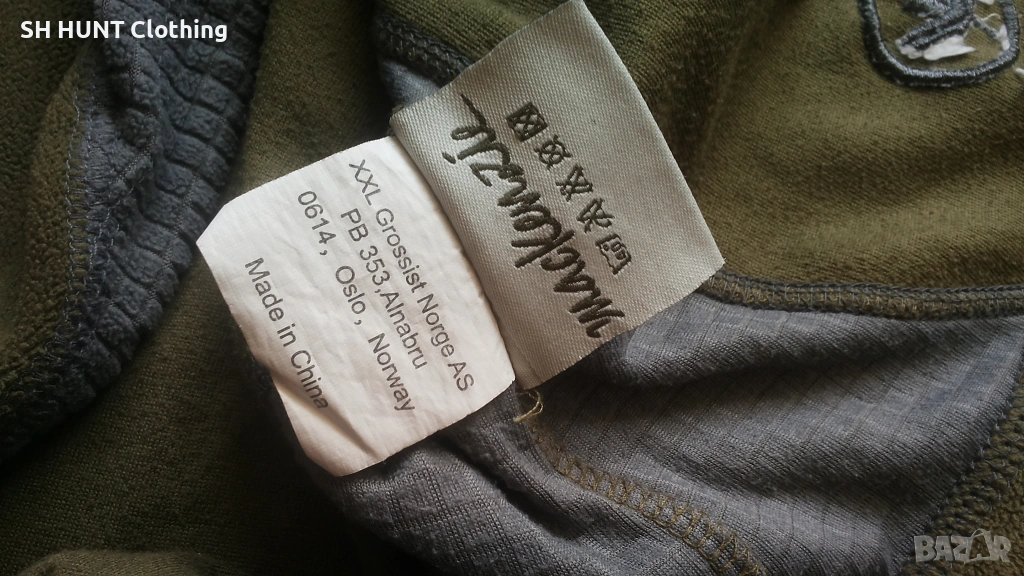 SH HUNT Clothing
mackenzie
XXL Grossist Norge AS
PB 353 Alnabru
0614, Oslo, Norway
Made in China
BAZAR